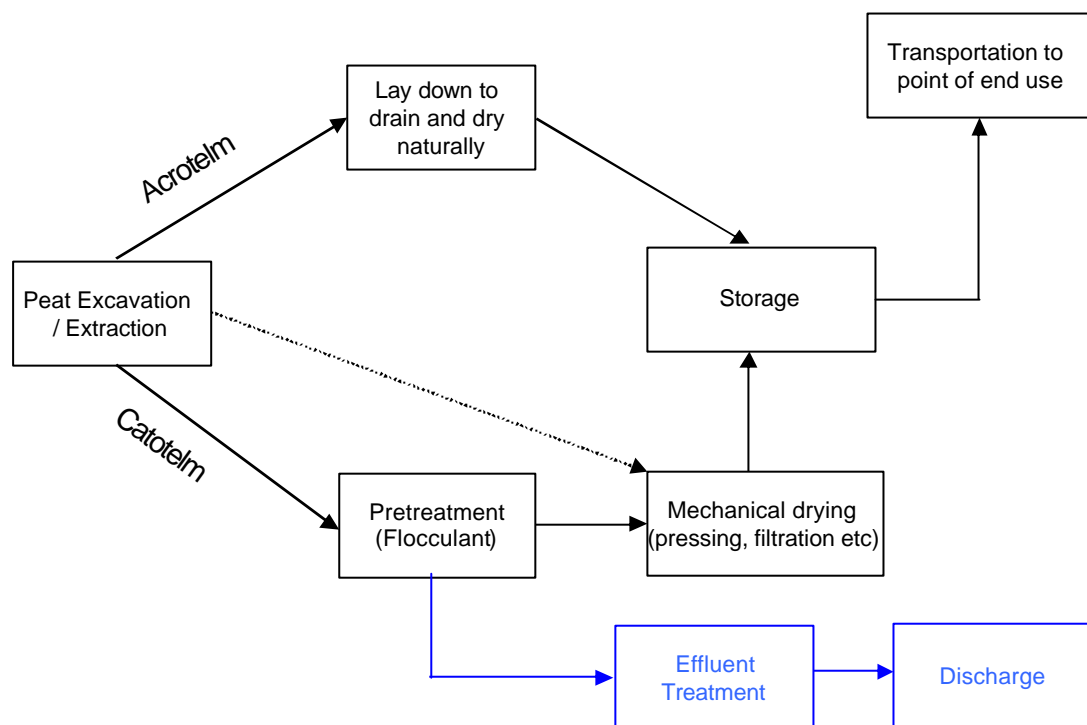 Transportation to
point of end use
Lay down to
drain and dry
naturally
Acrotelm
Peat Excavation
/ Extraction
Storage
Catotelm
Pretreatment
(Flocculant)
Mechanical drying
(pressing, filtration etc)
Effluent
Treatment
Discharge